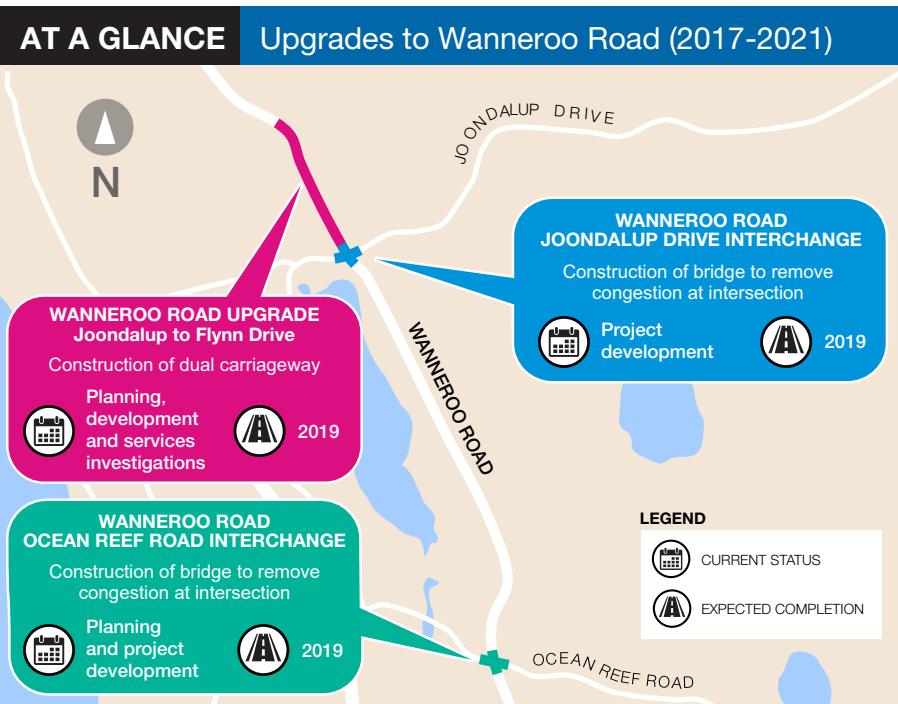 AT A GLANCE
Upgrades to Wanneroo Road (2017-2021)
N
JOONDALUP DRIVE
WANNEROO ROAD
JOONDALUP DRIVE INTERCHANGE
Construction of bridge to remove
congestion at intersection
Project
development
2019
WANNEROO ROAD UPGRADE
Joondalup to Flynn Drive
Construction of dual carriageway
Planning,
development
and services
investigations
2019
WANNEROO ROAD
WANNEROO ROAD
OCEAN REEF ROAD INTERCHANGE
Construction of bridge to remove
congestion at intersection
Planning
and project
development
2019
LEGEND
CURRENT STATUS
EXPECTED COMPLETION
OCEAN REEF ROAD